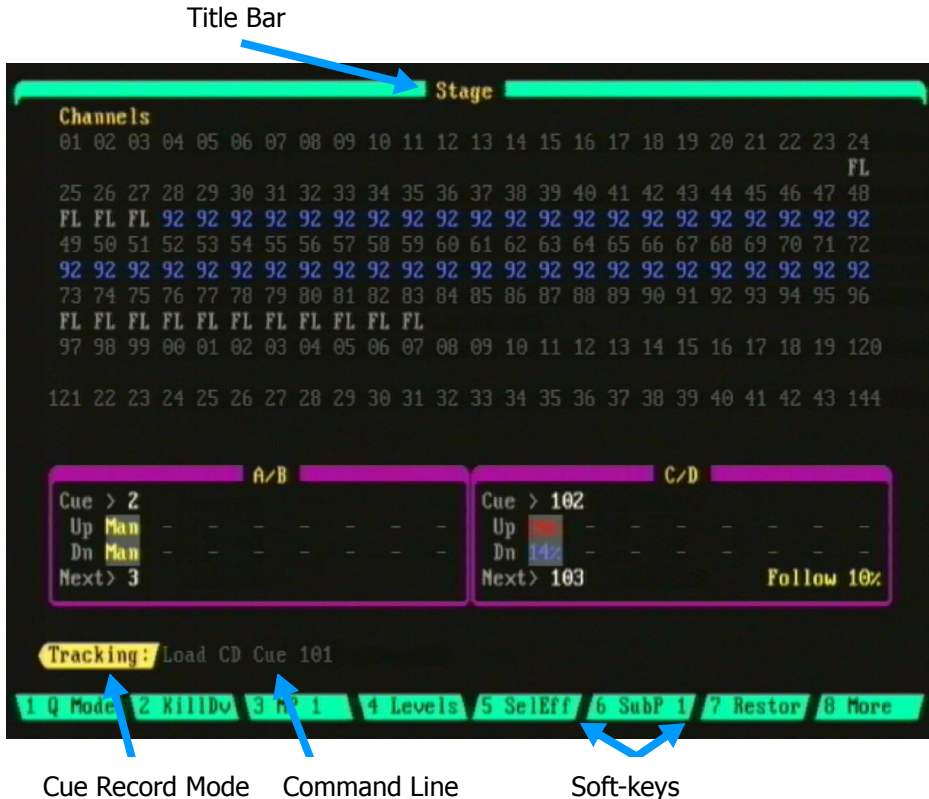 Title Bar
Stage
Channels
01 02 03 04 05 06 07 08 09 10 11 12 13 14 15 16 17 18 19 20 21 22 23 24
FL
25 26 27 28 29 30 31 32 33 34 35 36 37 38 39 40 41 42 43 44 45 46 47 48
FL FL FL 92 92 92 92 92 92 92 92 92 92 92 92 92 92 92 92 92 92 92 92 92
49 50 51 52 53 54 55 56 57 58 59 60 61 62 63 64 65 66 67 68 69 70 71 72
92 92 92 92 92 92 92 92 92 92 92 92 92 92 92 92 92 92 92 92 92 92 92 92
73 74 75 76 77 78 79 80 81 82 83 84 85 86 87 88 89 90 91 92 93 94 95 96
FL FL FL FL FL FL FL FL FL FL FL
97 98 99 00 01 02 03 04 05 06 07 08 09 10 11 12 13 14 15 16 17 18 19 120
121 22 23 24 25 26 27 28 29 30 31 32 33 34 35 36 37 38 39 40 41 42 43 144
A/B
Cue > 2
Up Man - - - - - - - -
Dn Man - - - - - - - -
Next> 3
C/D
Cue > 102
Up - - - - - - - -
Dn 14% - - - - - - - -
Next> 103 Follow 10%
Tracking: Load CD Cue 101
1 Q Mode 2 KillDv 3 1 4 Levels 5 SelEff 6 SubP 1 7 Restor 8 More
Cue Record Mode Command Line Soft-keys